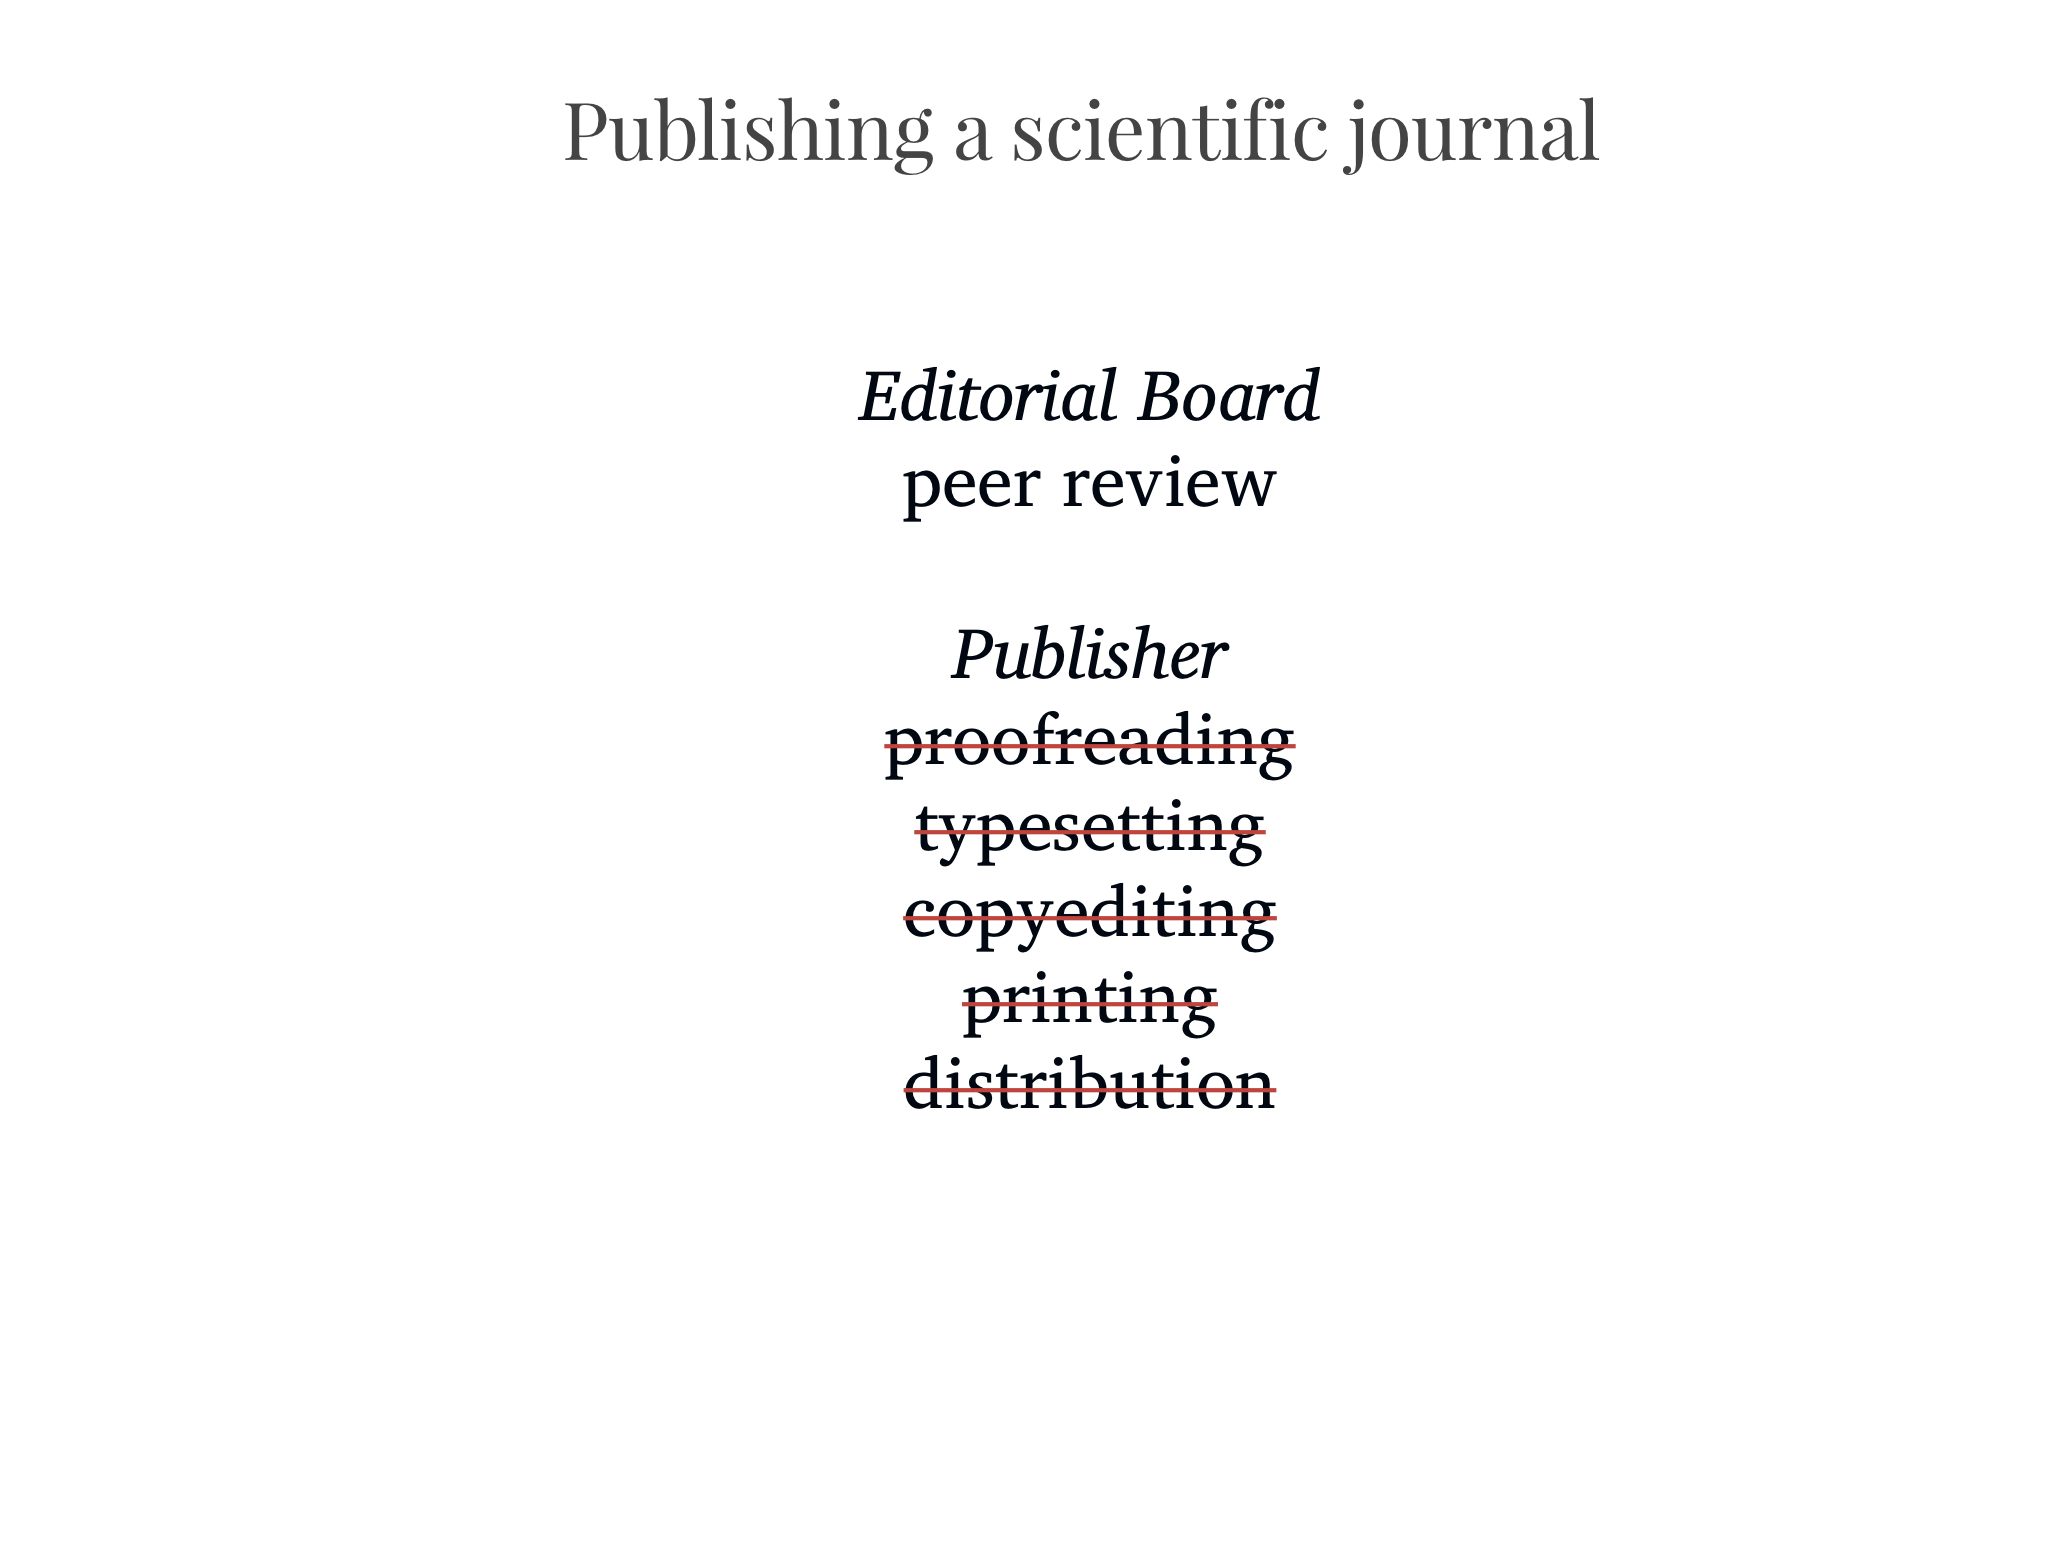 Publishing a scientific journal
Editorial Board
peer review
Publisher
proofreading
typesetting
copyediting
printing
distribution